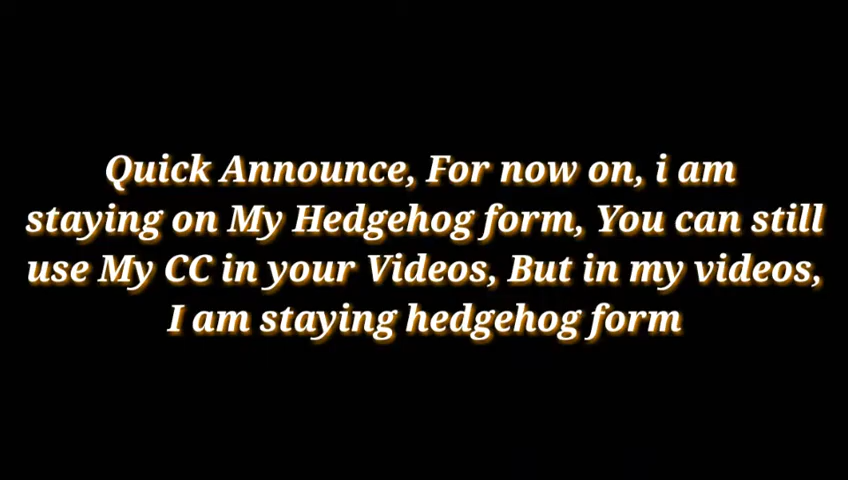 Quick Announce, For now on, i am
staying on My Hedgehog form, You can still
use My CC in your Videos, But in my videos,
I am staying hedgehog form